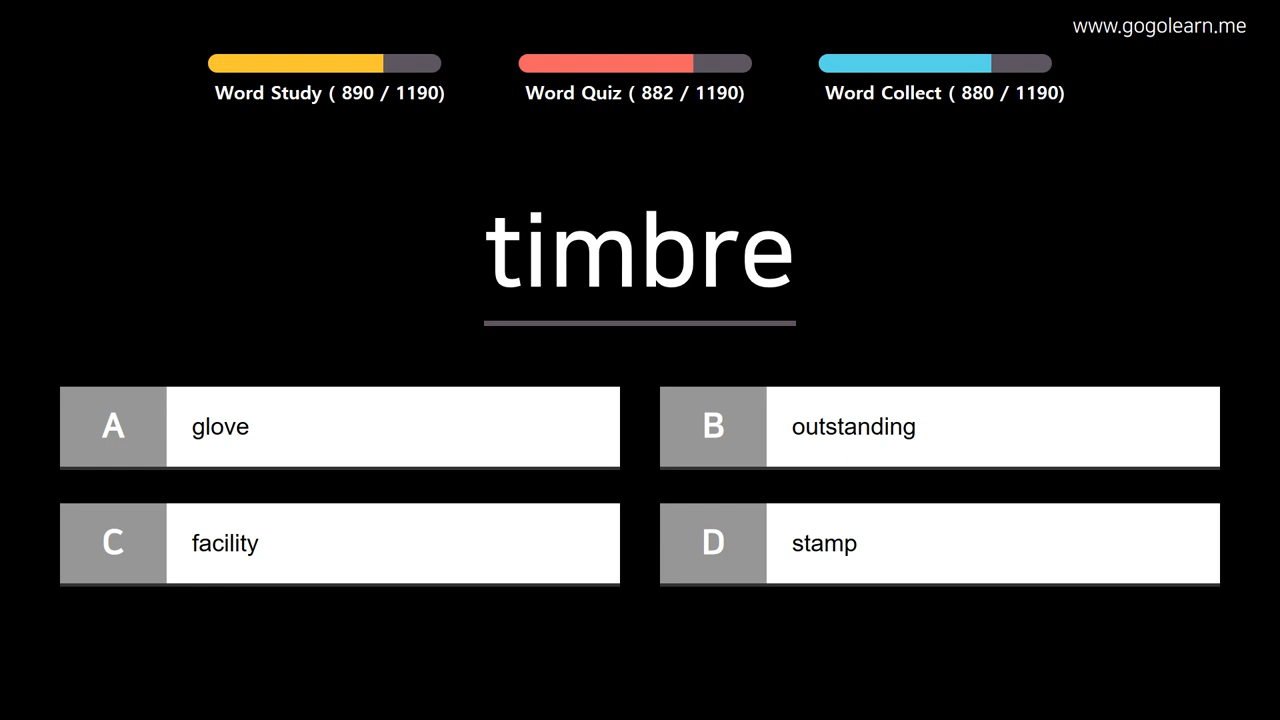 www.gogolearn.me
Word Study ( 890 / 1190)
Word Quiz ( 882 / 1190)
Word Collect ( 880 / 1190)
timbre
A glove
B outstanding
C facility
D stamp